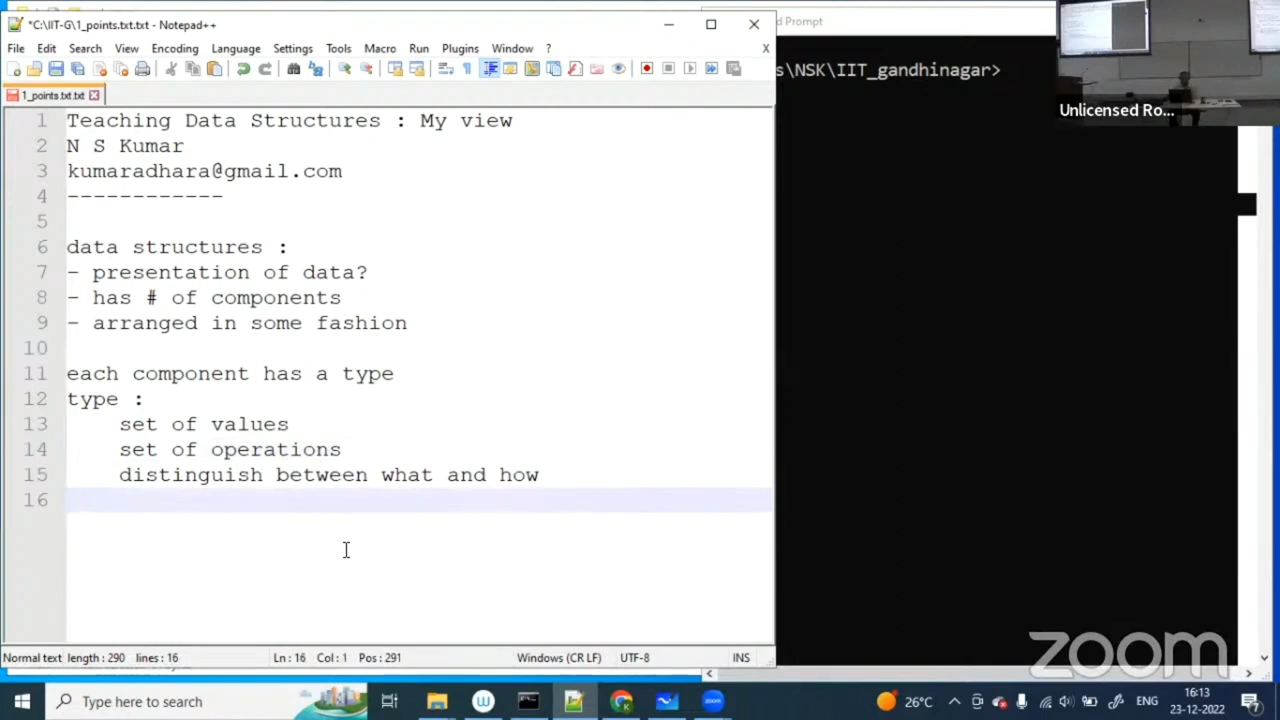 *C:\IIT-G\1_points.txt.txt - Notepad++
d Prompt
File Edit Search View Encoding Language Settings Tools Macro Run Plugins Window ? X
1_points.txt.txt
s\NSK\IIT_gandhinagar>
Unlicensed Ro...
1 Teaching Data Structures : My view
2 N S Kumar
3 kumaradhara@gmail.com
4 ------------
5
6 data structures :
7 - presentation of data?
8 - has # of components
9 - arranged in some fashion
10
11 each component has a type
12 type :
13 set of values
14 set of operations
15 distinguish between what and how
16
zoom
Normal text length : 290 lines : 16 Ln : 16 Col : 1 Pos : 291 Windows (CR LF) UTF-8 INS
Type here to search
26°C
ENG
16:13
23-12-2022